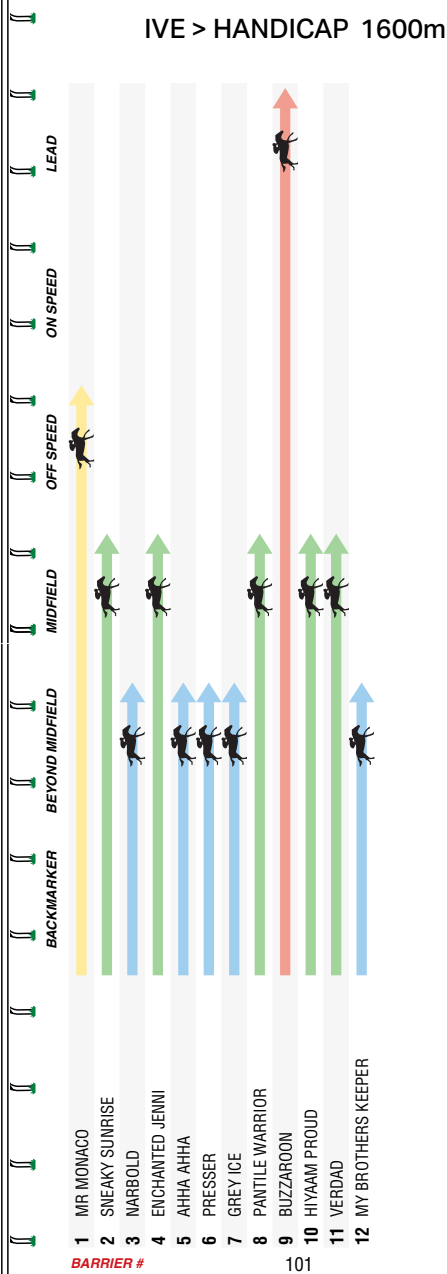 IVE > HANDICAP 1600m
LEAD
ON SPEED
OFF SPEED
MIDFIELD
BEYOND MIDFIELD
BACKMARKER
1 MR MONACO
2 SNEAKY SUNRISE
3 NARBOLD
4 ENCHANTED JENNI
5 AHHA AHHA
6 PRESSER
7 GREY ICE
8 PANTILE WARRIOR
9 BUZZAROON
10 HIYAAM PROUD
11 VERDAD
12 MY BROTHERS KEEPER
BARRIER #
101